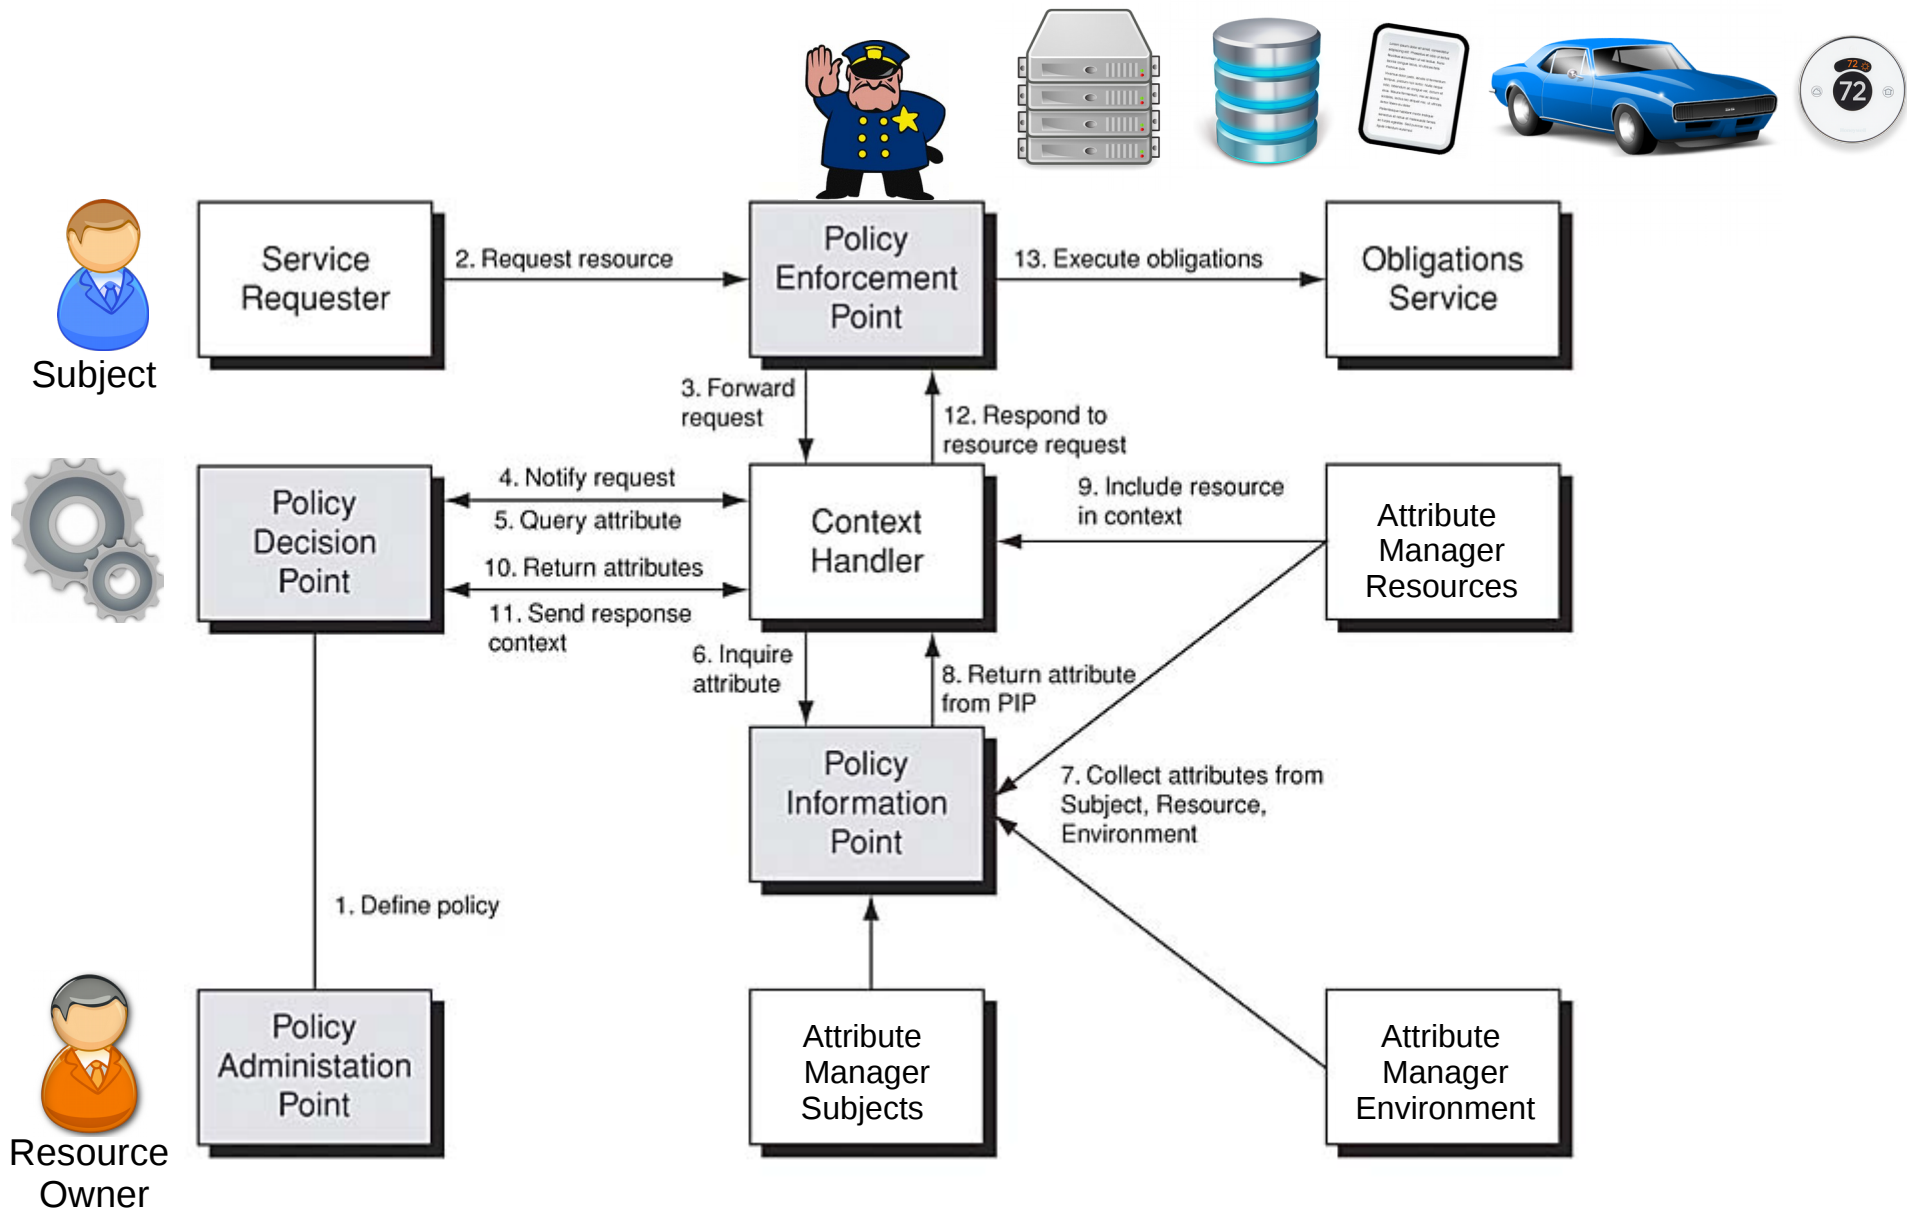 72
72
Service
Requester
2. Request resource
Policy
Enforcement
Point
13. Execute obligations
Obligations
Service
Subject
3. Forward
request
12. Respond to
resource request
Policy
Decision
Point
4. Notify request
5. Query attribute
10. Return attributes
11. Send response
context
Context
Handler
9. Include resource
in context
Attribute
Manager
Resources
6. Inquire
attribute
8. Return attribute
from PIP
Policy
Information
Point
7. Collect attributes from
Subject, Resource,
Environment
1. Define policy
Policy
Administation
Point
Attribute
Manager
Subjects
Attribute
Manager
Environment
Resource
Owner